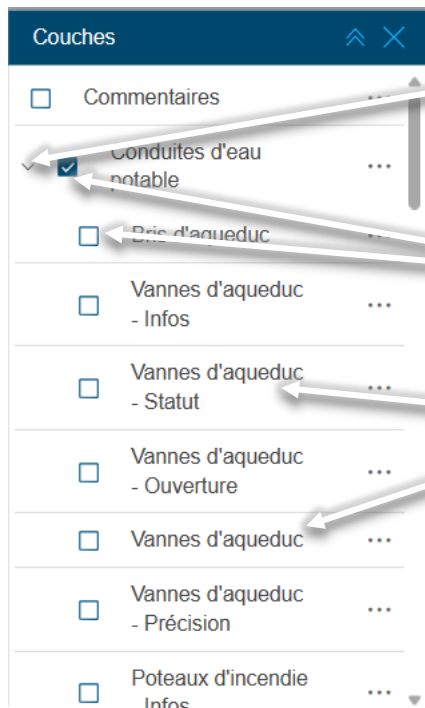 Couches
Commentaires
Conduites d'eau
potable
Bris d'aqueduc
Vannes d'aqueduc
- Infos
Vannes d'aqueduc
- Statut
Vannes d'aqueduc
- Ouverture
Vannes d'aqueduc
Vannes d'aqueduc
- Précision
Poteaux d'incendie
- Infos